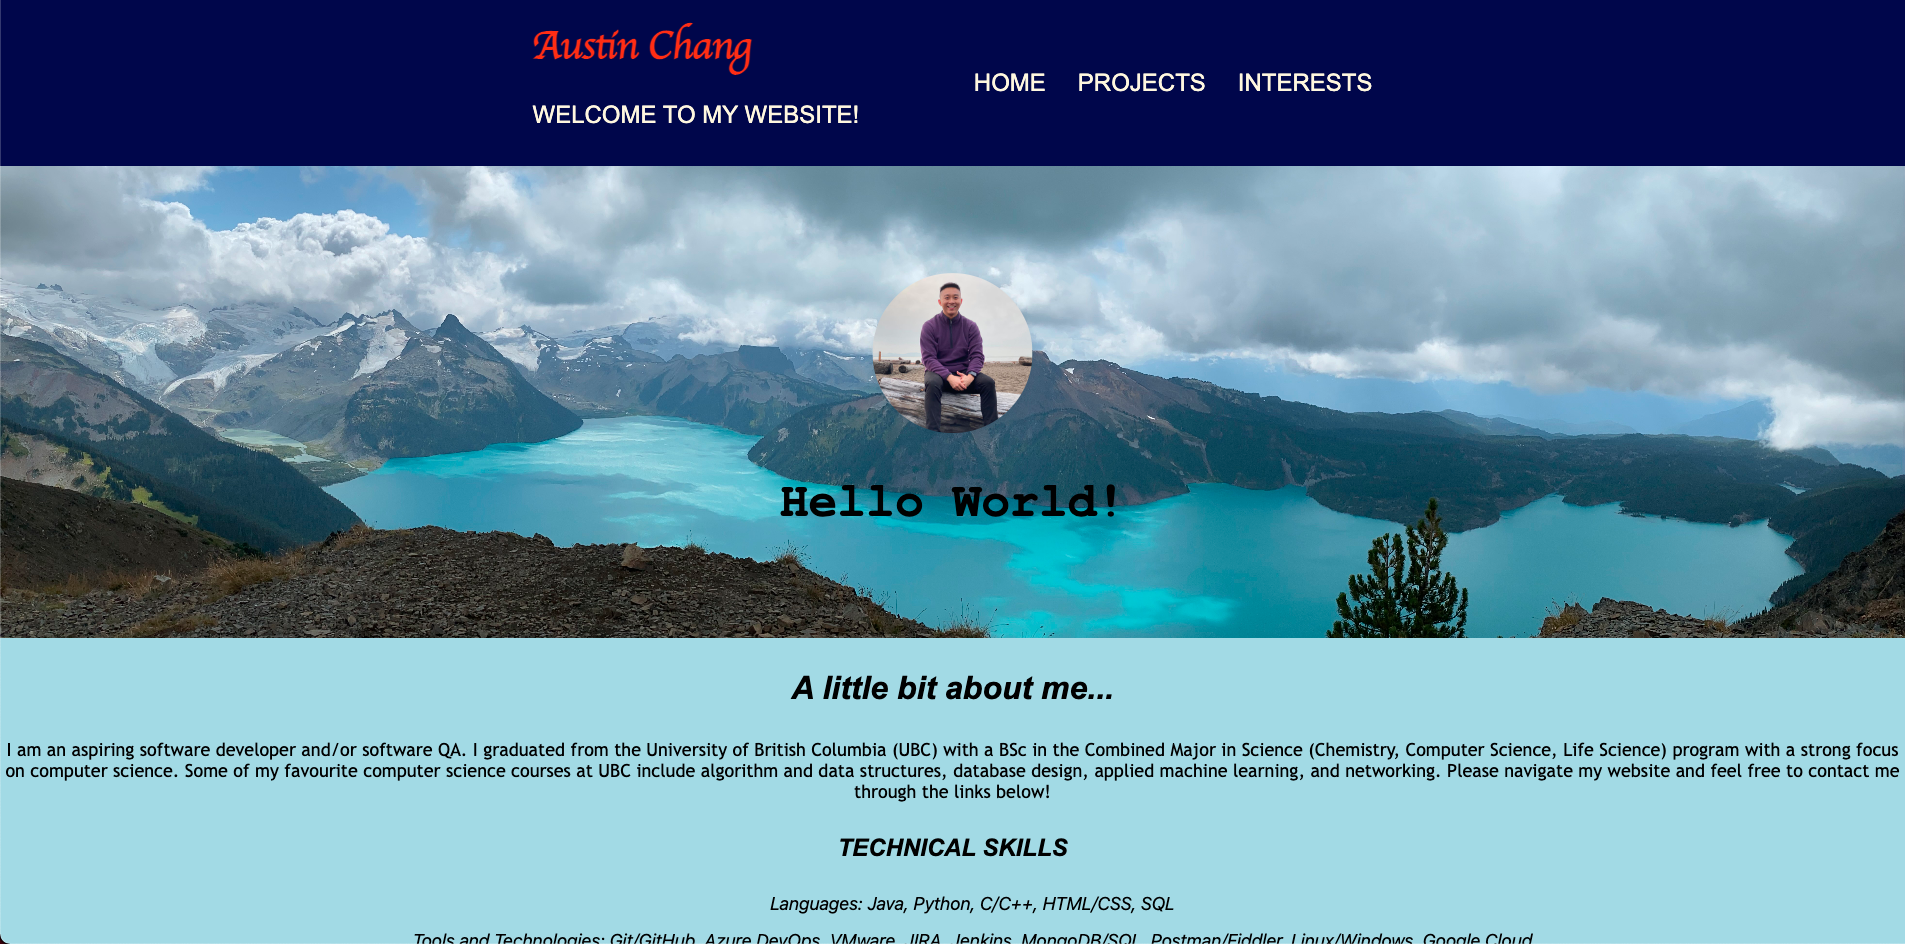 Austin Chang
WELCOME TO MY WEBSITE!
HOME PROJECTS INTERESTS
Hello World!
A little bit about me...
I am an aspiring software developer and/or software QA. I graduated from the University of British Columbia (UBC) with a BSc in the Combined Major in Science (Chemistry, Computer Science, Life Science) program with a strong focus
on computer science. Some of my favourite computer science courses at UBC include algorithm and data structures, database design, applied machine learning, and networking. Please navigate my website and feel free to contact me
through the links below!
TECHNICAL SKILLS
Languages: Java, Python, C/C++, HTML/CSS, SQL
Tools and Technologies: Git/GitHub, Azure DevOps, VMware, JIRA, Jenkins, MongoDB/SQL, Postman/Fiddler, Linux/Windows, Google Cloud